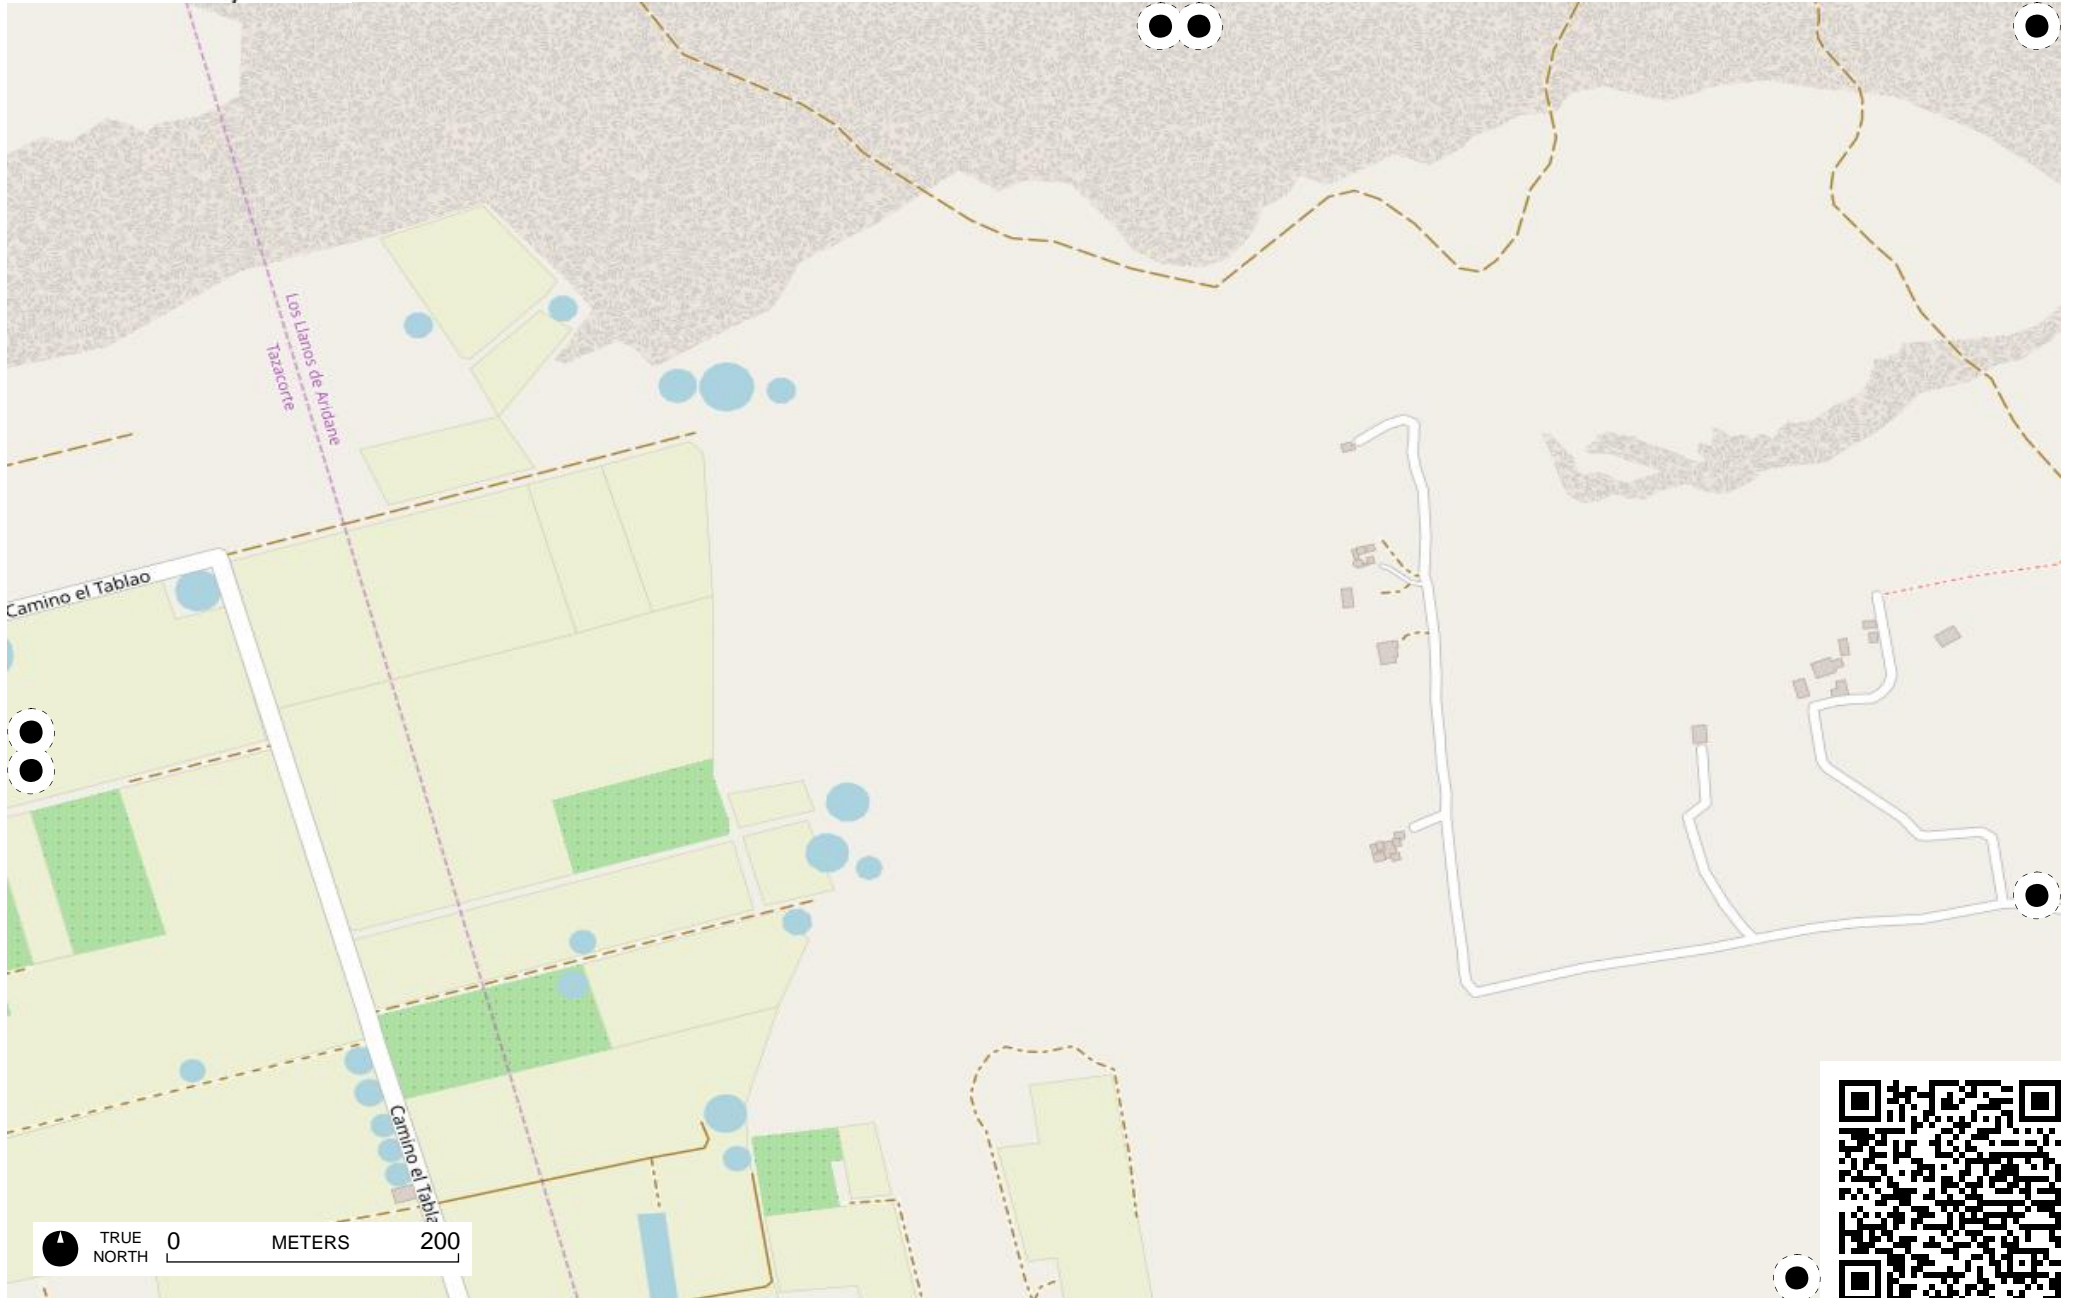 Los Llanos de Aridane
Tazacorte
Camino el Tablao
Camino el Tabla
TRUE
NORTH
0 METERS 200